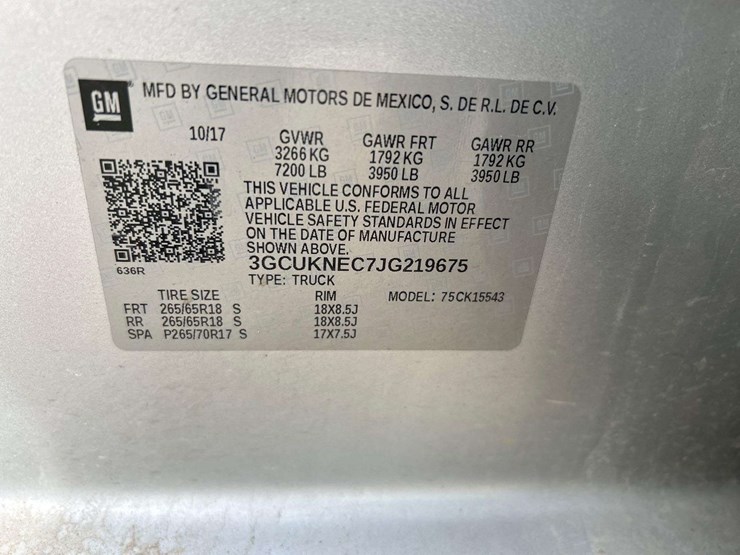 GM
MFD BY GENERAL MOTORS DE MEXICO, S. DE R.L. DE C.V.
10/17 GVWR GAWR FRT GAWR RR
3266 KG 1792 KG 1792 KG
7200 LB 3950 LB 3950 LB
THIS VEHICLE CONFORMS TO ALL
APPLICABLE U.S. FEDERAL MOTOR
VEHICLE SAFETY STANDARDS IN EFFECT
ON THE DATE OF MANUFACTURE
SHOWN ABOVE.
636R 3GCUKNEC7JG219675
TYPE: TRUCK
TIRE SIZE RIM MODEL: 75CK15543
FRT 265/65R18 S 18X8.5J
RR 265/65R18 S 18X8.5J
SPA P265/70R17 S 17X7.5J